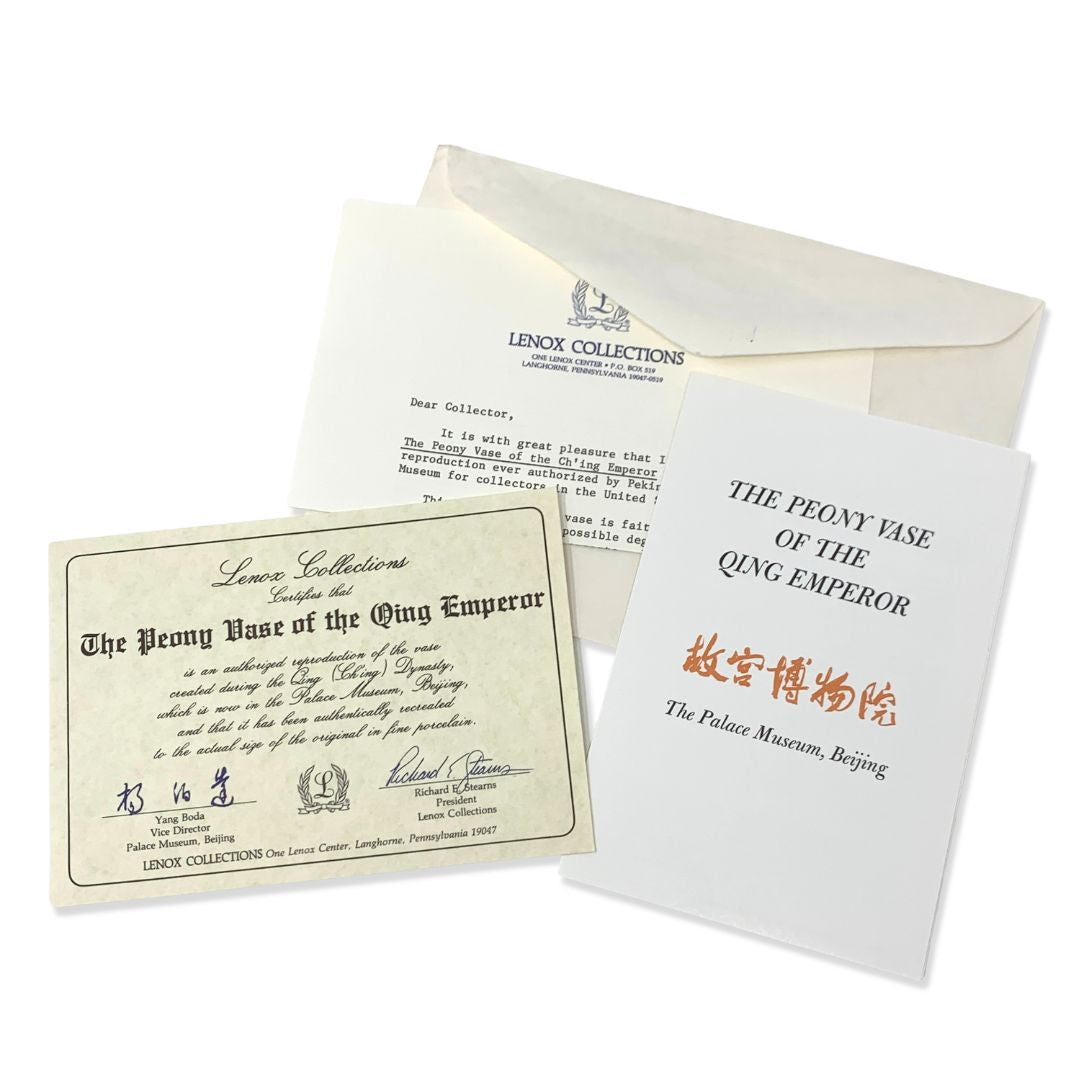 L
LENOX COLLECTIONS
ONE LENOX CENTER • P.O. BOX 519
LANGHORNE, PENNSYLVANIA 19047-0519
Dear Collector,
It is with great pleasure that I
The Peony Vase of the Ch'ing Emperor
reproduction ever authorized by
Museum for collectors in the United
vase is
possible
Lenox Collections
Certifies that
The Peony Vase of the Qing Emperor
is an authorized reproduction of the vase
created during the Qing (Ch'ing) Dynasty,
which is now in the Palace Museum, Beijing,
and that it has been authentically recreated
to the actual size of the original in fine porcelain.
杨伯达
Yang Boda
Vice Director
Palace Museum, Beijing
L
Richard E. Stearns
Richard E. Stearns
President
Lenox Collections
LENOX COLLECTIONS One Lenox Center, Langhorne, Pennsylvania 19047
THE PEONY VASE
OF THE
QING EMPEROR
故宫博物院
The Palace Museum, Beijing